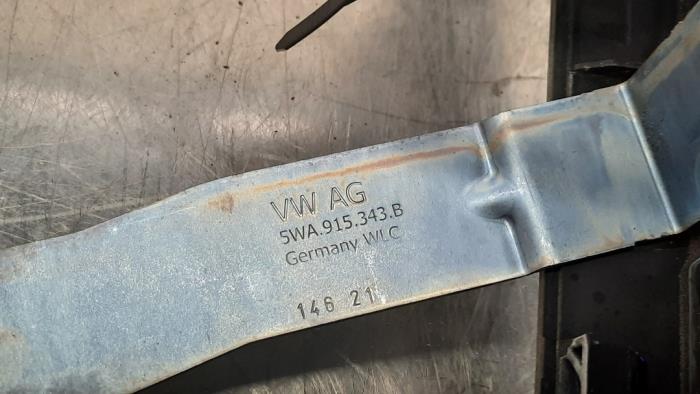 VW AG
5WA.915.343.B
Germany WLC
146 21